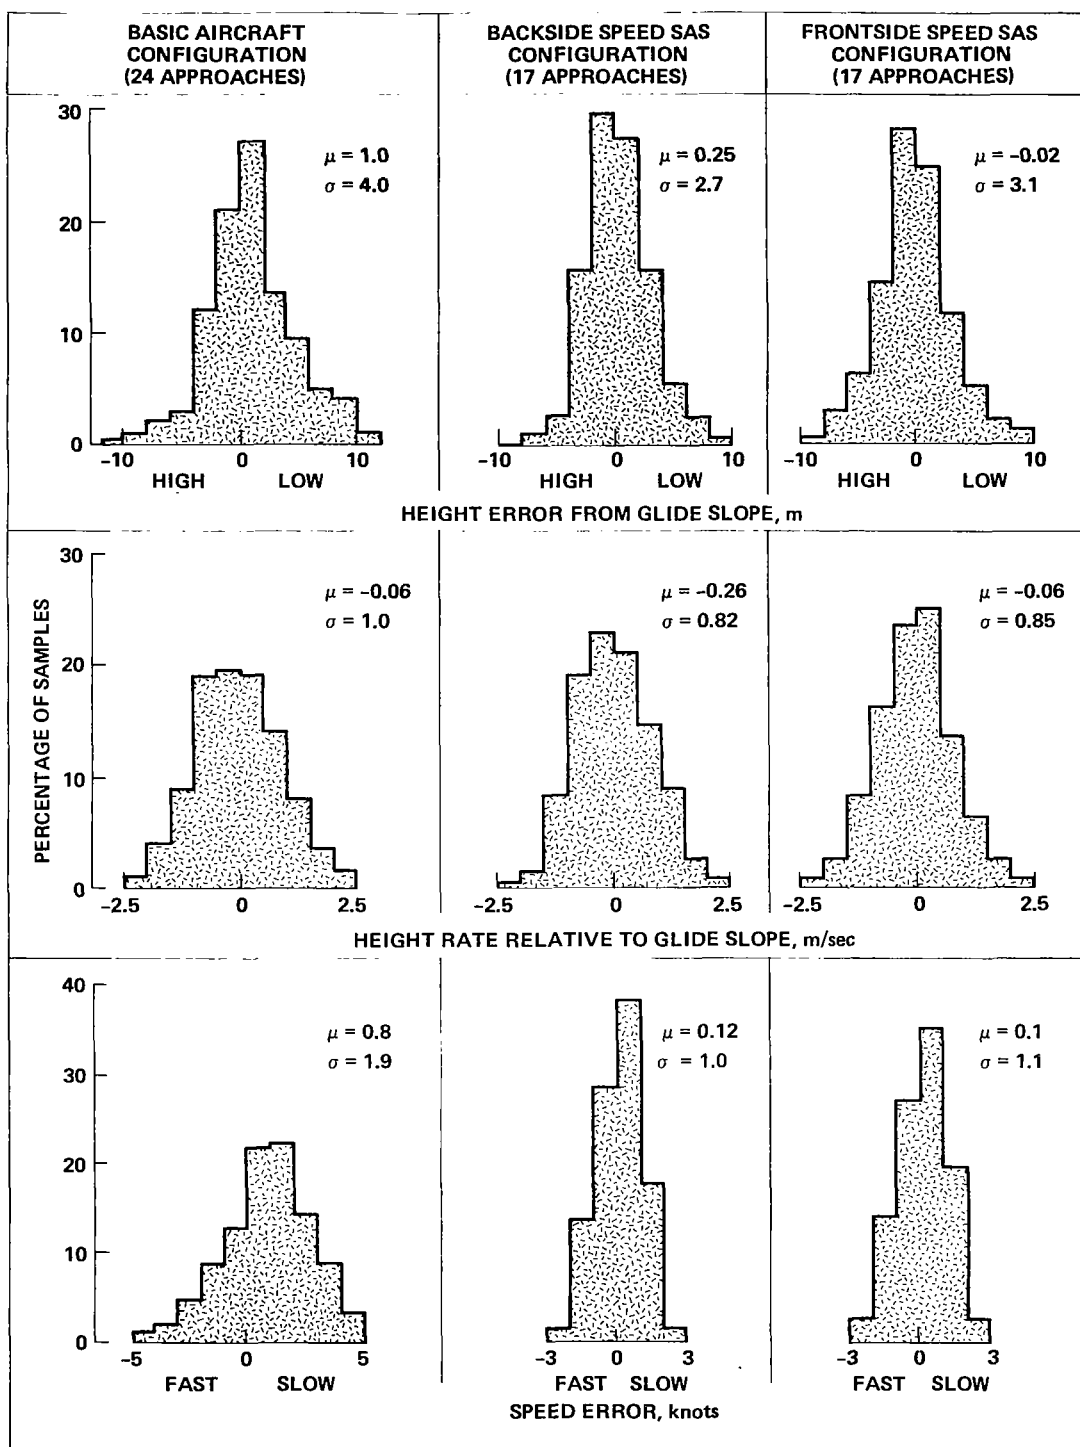 BASIC AIRCRAFT
CONFIGURATION
(24 APPROACHES)
BACKSIDE SPEED SAS
CONFIGURATION
(17 APPROACHES)
FRONTSIDE SPEED SAS
CONFIGURATION
(17 APPROACHES)
30
20
10
0
μ = 1.0
σ = 4.0
μ = 0.25
σ = 2.7
μ = -0.02
σ = 3.1
-10 0 10
HIGH LOW
-10 0 10
HIGH LOW
-10 0 10
HIGH LOW
HEIGHT ERROR FROM GLIDE SLOPE, m
PERCENTAGE OF SAMPLES
30
20
10
0
μ = -0.06
σ = 1.0
μ = -0.26
σ = 0.82
μ = -0.06
σ = 0.85
-2.5 0 2.5
-2.5 0 2.5
-2.5 0 2.5
HEIGHT RATE RELATIVE TO GLIDE SLOPE, m/sec
40
30
20
10
0
μ = 0.8
σ = 1.9
μ = 0.12
σ = 1.0
μ = 0.1
σ = 1.1
-5 0 5
FAST SLOW
-3 0 3
FAST SLOW
-3 0 3
FAST SLOW
SPEED ERROR, knots